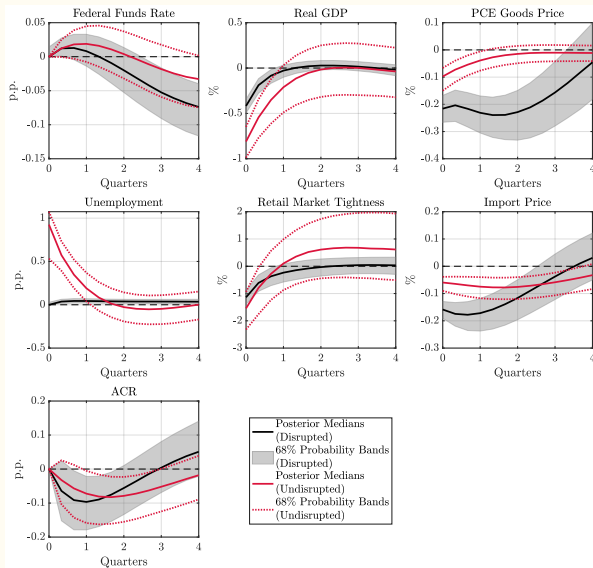 Federal Funds Rate
Real GDP
PCE Goods Price
0.05
0
-0.05
-0.1
-0.15
p.p.
0 1 2 3 4
Quarters
0.5
0
-0.5
-1
%
0 1 2 3 4
Quarters
0.1
0
-0.1
-0.2
-0.3
-0.4
%
0 1 2 3 4
Quarters
Unemployment
Retail Market Tightness
Import Price
1
0.5
0
-0.5
p.p.
0 1 2 3 4
Quarters
2
1
0
-1
-2
-3
%
0 1 2 3 4
Quarters
0.2
0.1
0
-0.1
-0.2
-0.3
%
0 1 2 3 4
Quarters
ACR
0.2
0.1
0
-0.1
-0.2
p.p.
0 1 2 3 4
Quarters
Posterior Medians
(Disrupted)
68% Probability Bands
(Disrupted)
Posterior Medians
(Undisrupted)
68% Probability Bands
(Undisrupted)